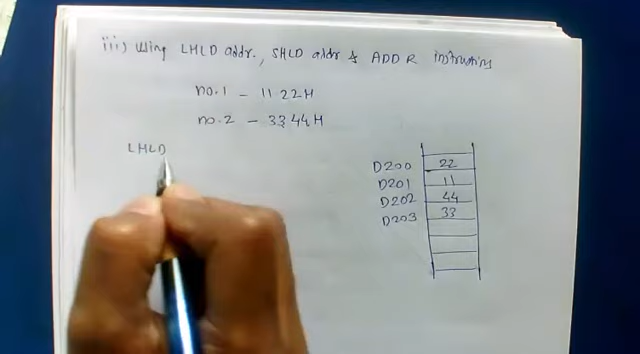 iii) Using LHLD addr., SHLD addr & ADD R instructions
no.1 - 1122H
no.2 - 3344H
LHLD
D200 22
D201 11
D202 44
D203 33